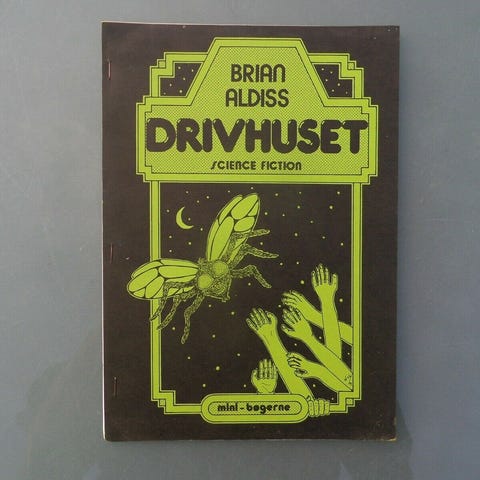 BRIAN
ALDISS
DRIVHUSET
SCIENCE FICTION
mini-bøgerne